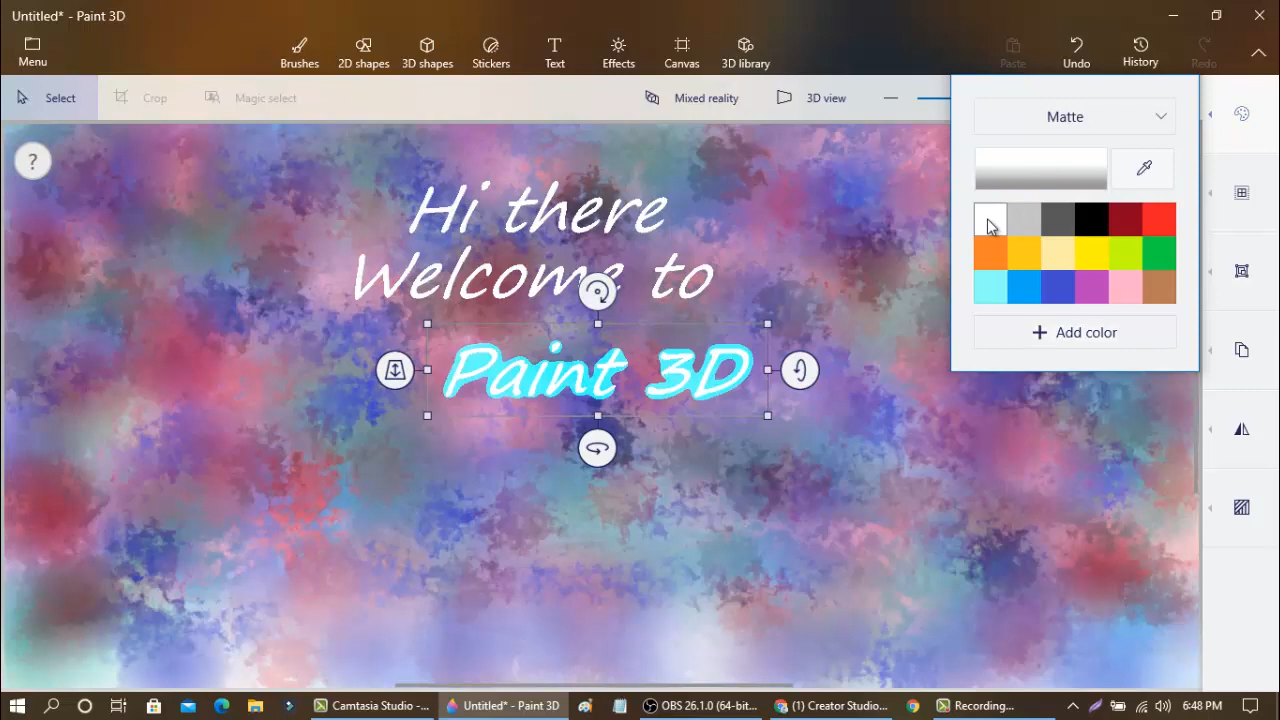 Untitled* - Paint 3D
Menu
Brushes
2D shapes
3D shapes
Stickers
Text
Effects
Canvas
3D library
Paste
Undo
History
Redo
Select
Crop
Magic select
Mixed reality
3D view
Matte
Add color
?
Hi there
Welcome to
Paint 3D
Camtasia Studio -...
Untitled* - Paint 3D
OBS 26.1.0 (64-bit...
(1) Creator Studio...
Recording...
6:48 PM